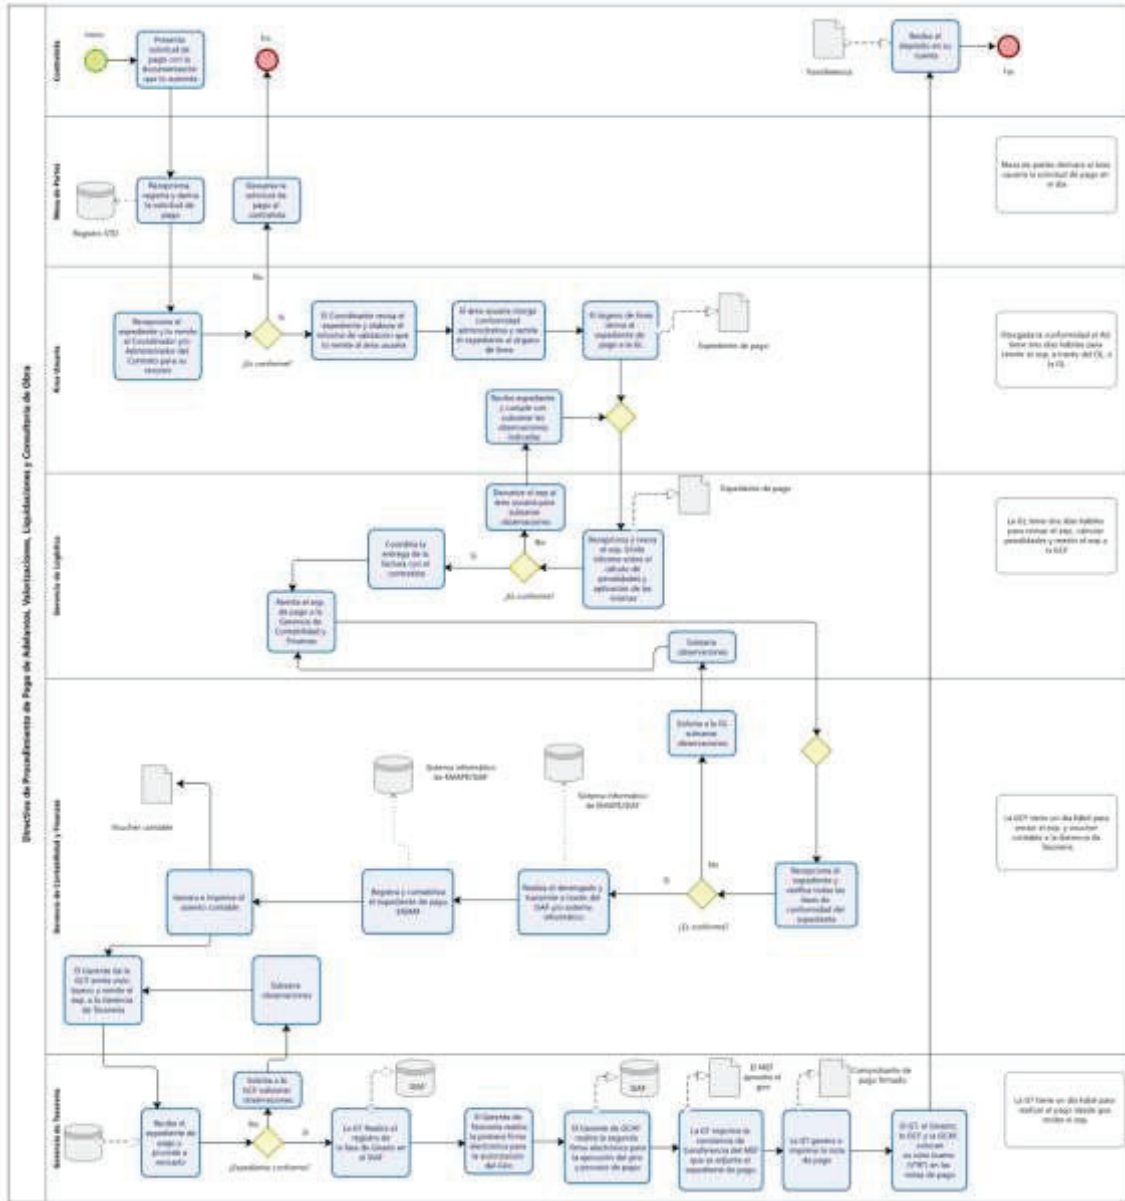 Directiva de Procedimiento de Pago de Adelantos, Valorizaciones, Liquidaciones y Consultoría de Obra
Contratista
Inicio
Presenta
solicitud de
pago con la
documentación
que lo sustenta
Fin
Transferencia
Recibe el
depósito en su
cuenta
Fin
Mesa de Partes
Registro STD
Recepciona,
registra y deriva
la solicitud de
pago
Devuelve la
solicitud de
pago al
contratista
Mesa de partes derivará al área
usuaria la solicitud de pago en
el día.
Área Usuaria
Recepciona el
expediente y lo remite
al Coordinador y/o
Administrador del
Contrato para su
revisión
No
Si
¿Es conforme?
El Coordinador revisa el
expediente y elabora el
informe de validación que
lo remite al área usuaria
El área usuaria otorga
conformidad
administrativa y remite
el expediente al órgano
de línea
El órgano de línea
deriva el
expediente de
pago a la GL
Expediente de pago
Otorgada la conformidad el AU
tiene dos días hábiles para
remitir el exp. a través del OL, a
la GL
Recibe expediente
y cumple con
subsanar las
observaciones
indicadas
Gerencia de Logística
Devuelve el exp al
área usuaria para
subsanar
observaciones
Expediente de pago
Coordina la
entrega de la
factura con el
contratista
Si
No
¿Es conforme?
Recepciona y revisa
el exp. Emite
informe sobre el
cálculo de
penalidades y
aplicación de las
mismas
La GL tiene dos días hábiles
para revisar el exp, calcular
penalidades y remitir el exp a
la GCF
Remite el exp.
de pago a la
Gerencia de
Contabilidad y
Finanzas
Subsana
observaciones
Gerencia de Contabilidad y Finanzas
Solicita a la GL
subsanar
observaciones
Voucher contable
Sistema informático
de EMAPE/SIAF
Sistema informático
de EMAPE/SIAF
Genera e imprime el
asiento contable
Registra y contabiliza
el expediente de pago
Realiza el devengado y
transmite a través del
SIAF y/o sistema
informático
Si
No
¿Es conforme?
Recepciona el
expediente y
verifica todas las
fases de
conformidad del
expediente
La GCF tiene un día hábil para
enviar el exp. y voucher
contable a la Gerencia de
Tesorería.
El Gerente de la
GCF emite visto
bueno y remite el
exp. a la Gerencia
de Tesorería
Subsana
observaciones
Gerencia de Tesorería
Recibe el
expediente de
pago y
procede a
revisarlo
Solicita a la
GCF subsanar
observaciones
No
Si
¿Expediente conforme?
SIAF
La GT Realiza el
registro de
la fase de Girado en
el SIAF
El Gerente de
Tesorería realiza
la primera firma
electrónica para
la autorización
del Giro
SIAF
El Gerente de GCAF
realiza la segunda
firma electrónica para
la ejecución del giro
y proceso de pago
El MEF
aprueba el
giro
La GT imprime la
constancia de
transferencia del MEF
que se adjunta al
expediente de pago
Comprobante de
pago firmado
La GT genera e
imprime la nota
de pago
El GT, el Gerente
la GCF y la GCAF
colocan
su visto bueno
(VºBº) en las
notas de pago
La GT tiene un día hábil para
realizar el pago desde que
recibe el exp.